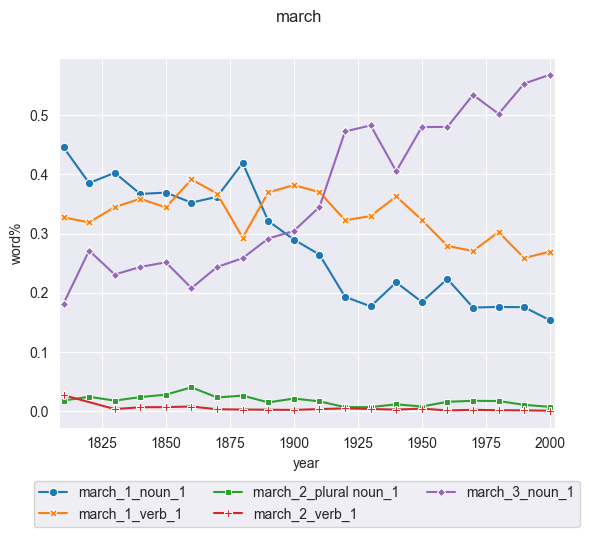 march
0.5
0.4
0.3
0.2
0.1
0.0
word%
1825 1850 1875 1900 1925 1950 1975 2000
year
march_1_noun_1 march_2_plural noun_1 march_3_noun_1
march_1_verb_1 march_2_verb_1